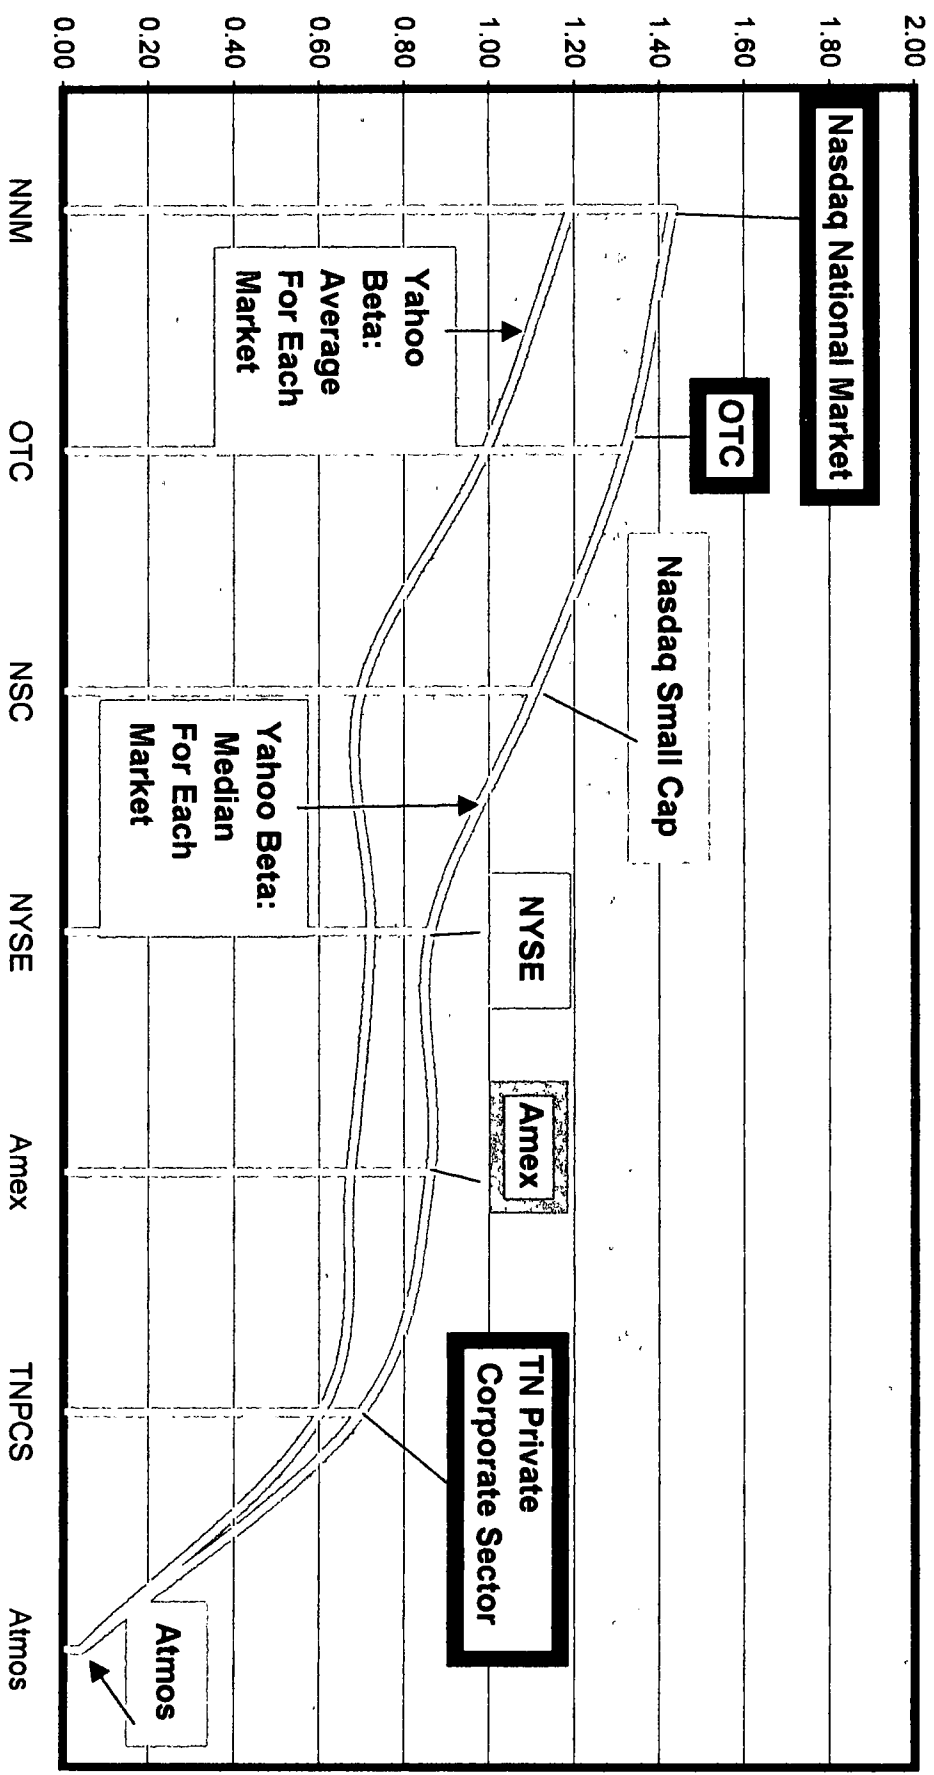 2.00
1.80
1.60
1.40
1.20
1.00
0.80
0.60
0.40
0.20
0.00
Nasdaq National Market
OTC
Nasdaq Small Cap
NYSE
Amex
TN Private
Corporate Sector
Atmos
Yahoo
Beta:
Average
For Each
Market
Yahoo Beta:
Median
For Each
Market
NNM
OTC
NSC
NYSE
Amex
TNPCS
Atmos